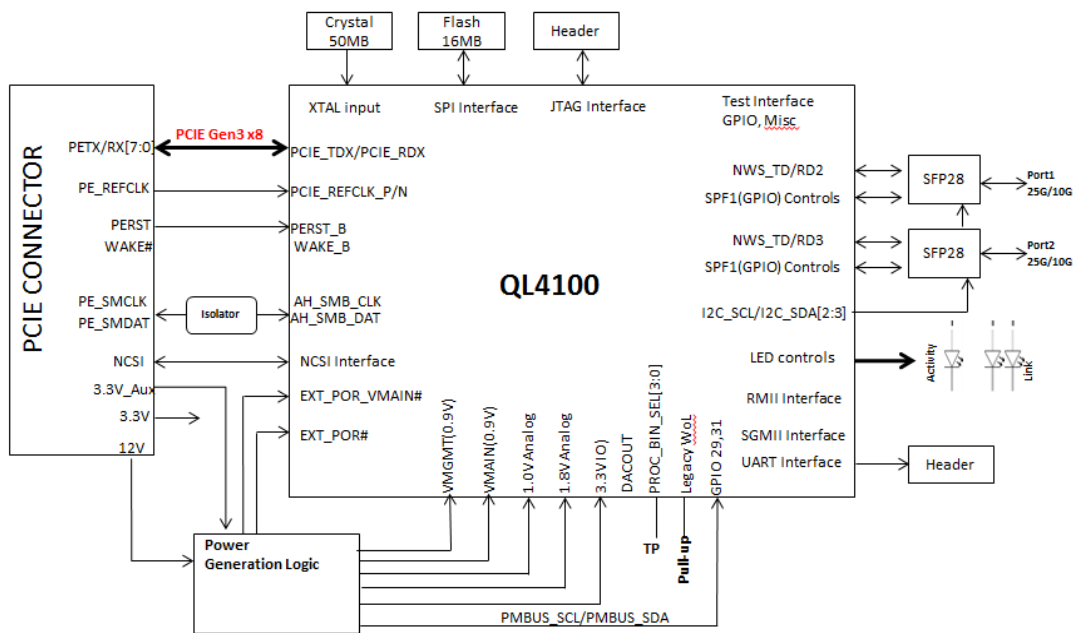 Crystal
50MB
Flash
16MB
Header
XTAL input
SPI Interface
JTAG Interface
Test Interface
GPIO, Misc
PCIE CONNECTOR
PETX/RX[7:0]
PCIE Gen3 x8
PCIE_TDX/PCIE_RDX
PE_REFCLK
PCIE_REFCLK_P/N
PERST
WAKE#
PERST_B
WAKE_B
PE_SMCLK
PE_SMDAT
Isolator
AH_SMB_CLK
AH_SMB_DAT
NCSI
NCSI Interface
3.3V_Aux
EXT_POR_VMAIN#
3.3V
12V
EXT_POR#
QL4100
NWS_TD/RD2
SPF1(GPIO) Controls
SFP28
Port1
25G/10G
NWS_TD/RD3
SPF1(GPIO) Controls
SFP28
Port2
25G/10G
I2C_SCL/I2C_SDA[2:3]
LED controls
Activity
Link
RMII Interface
SGMII Interface
UART Interface
Header
VMGMT(0.9V)
VMAIN(0.9V)
1.0V Analog
1.8V Analog
3.3V IO)
DACOUT
PROC_BIN_SEL[3:0]
Legacy WoL
GPIO 29,31
TP
Pull-up
Power
Generation Logic
PMBUS_SCL/PMBUS_SDA